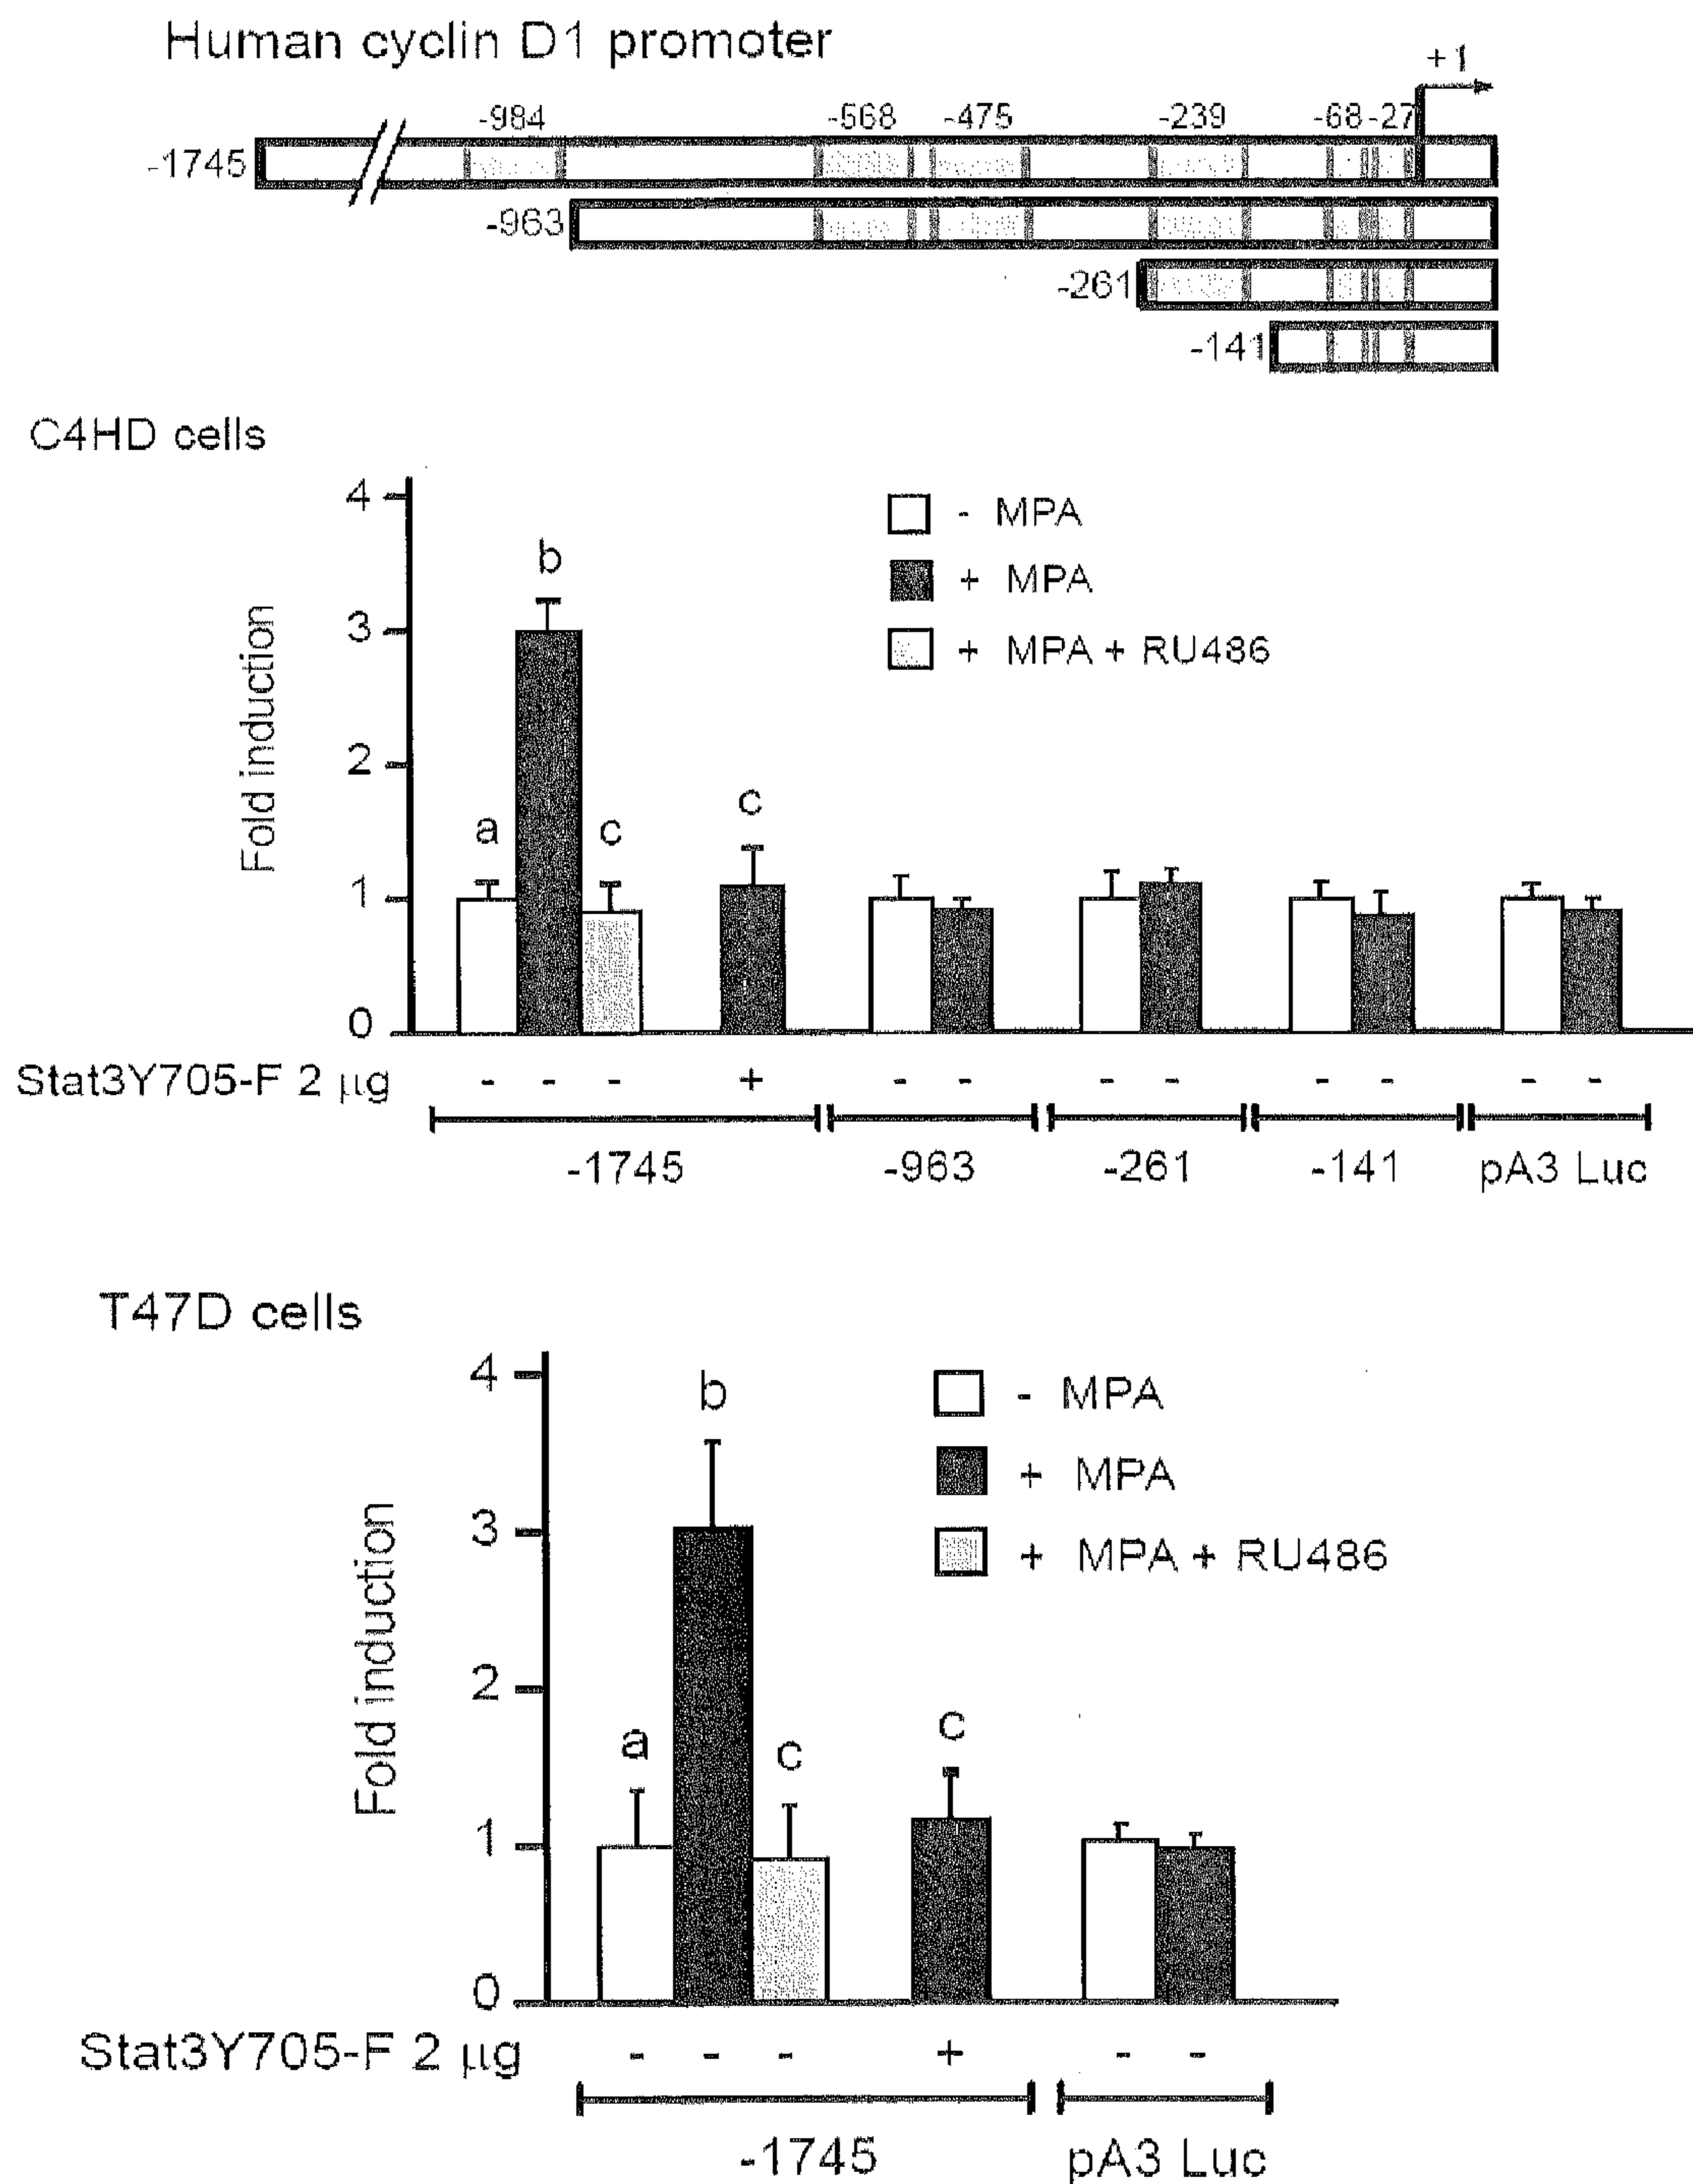 Human cyclin D1 promoter
+1
-984 -568 -475 -239 -68 -27
-1745
-963
-261
-141
C4HD cells
Fold induction
4
3
2
1
0
- MPA
+ MPA
+ MPA + RU486
a b c c
Stat3Y705-F 2 μg - - - + - - - - - - - -
-1745 -963 -261 -141 pA3 Luc
T47D cells
Fold induction
4
3
2
1
0
- MPA
+ MPA
+ MPA + RU486
a b c c
Stat3Y705-F 2 μg - - - + - -
-1745 pA3 Luc